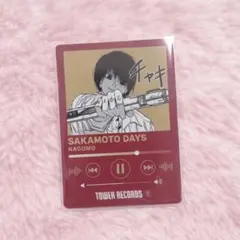 チャキ
SAKAMOTO DAYS
NAGUMO
TOWER RECORDS